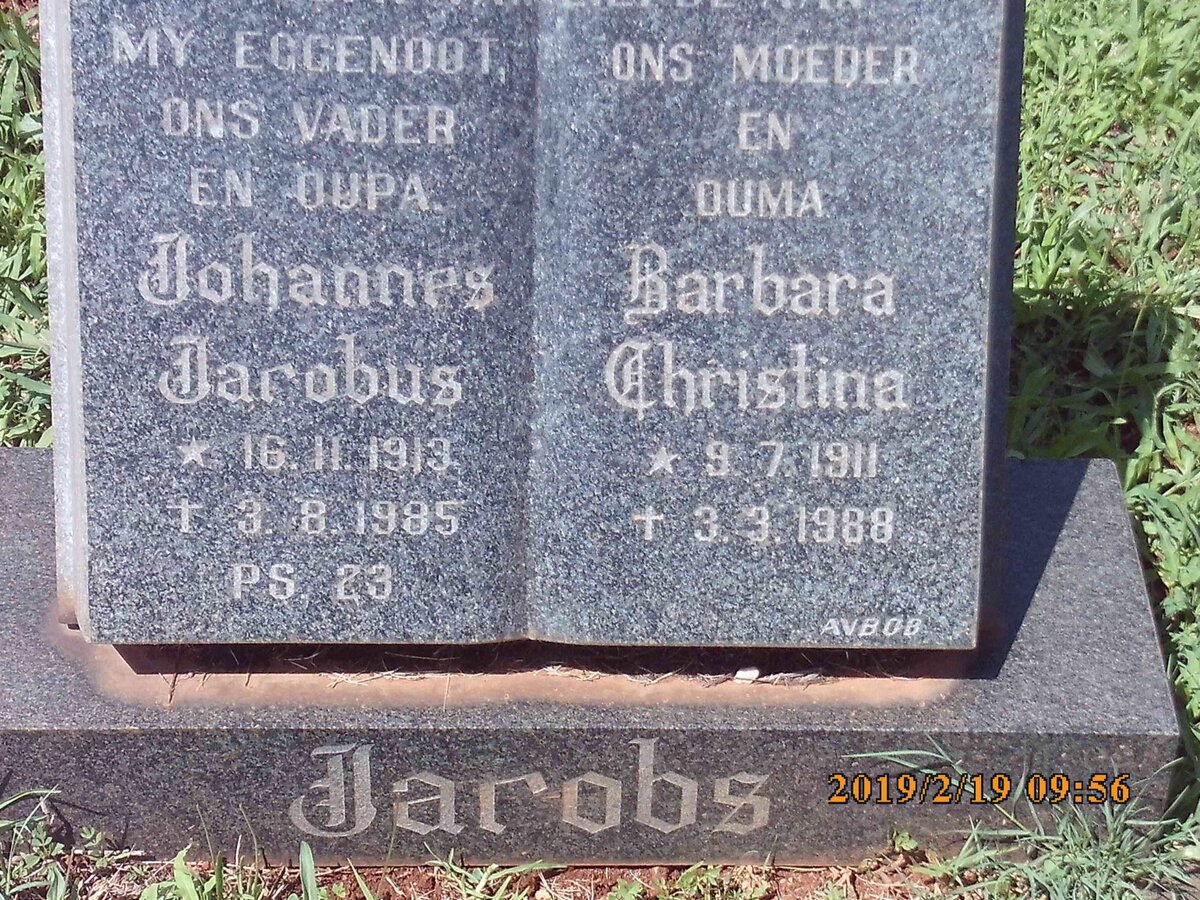 MY EGGENOOT,
ONS VADER
EN OUPA.
Johannes
Jacobus
★ 16. 11. 1913
✝ 3. 8. 1985
PS. 23
ONS MOEDER
EN
OUMA
Barbara
Christina
★ 9. 7. 1911
✝ 3. 3. 1988
AVBOB
Jacobs
2019/2/19 09:56